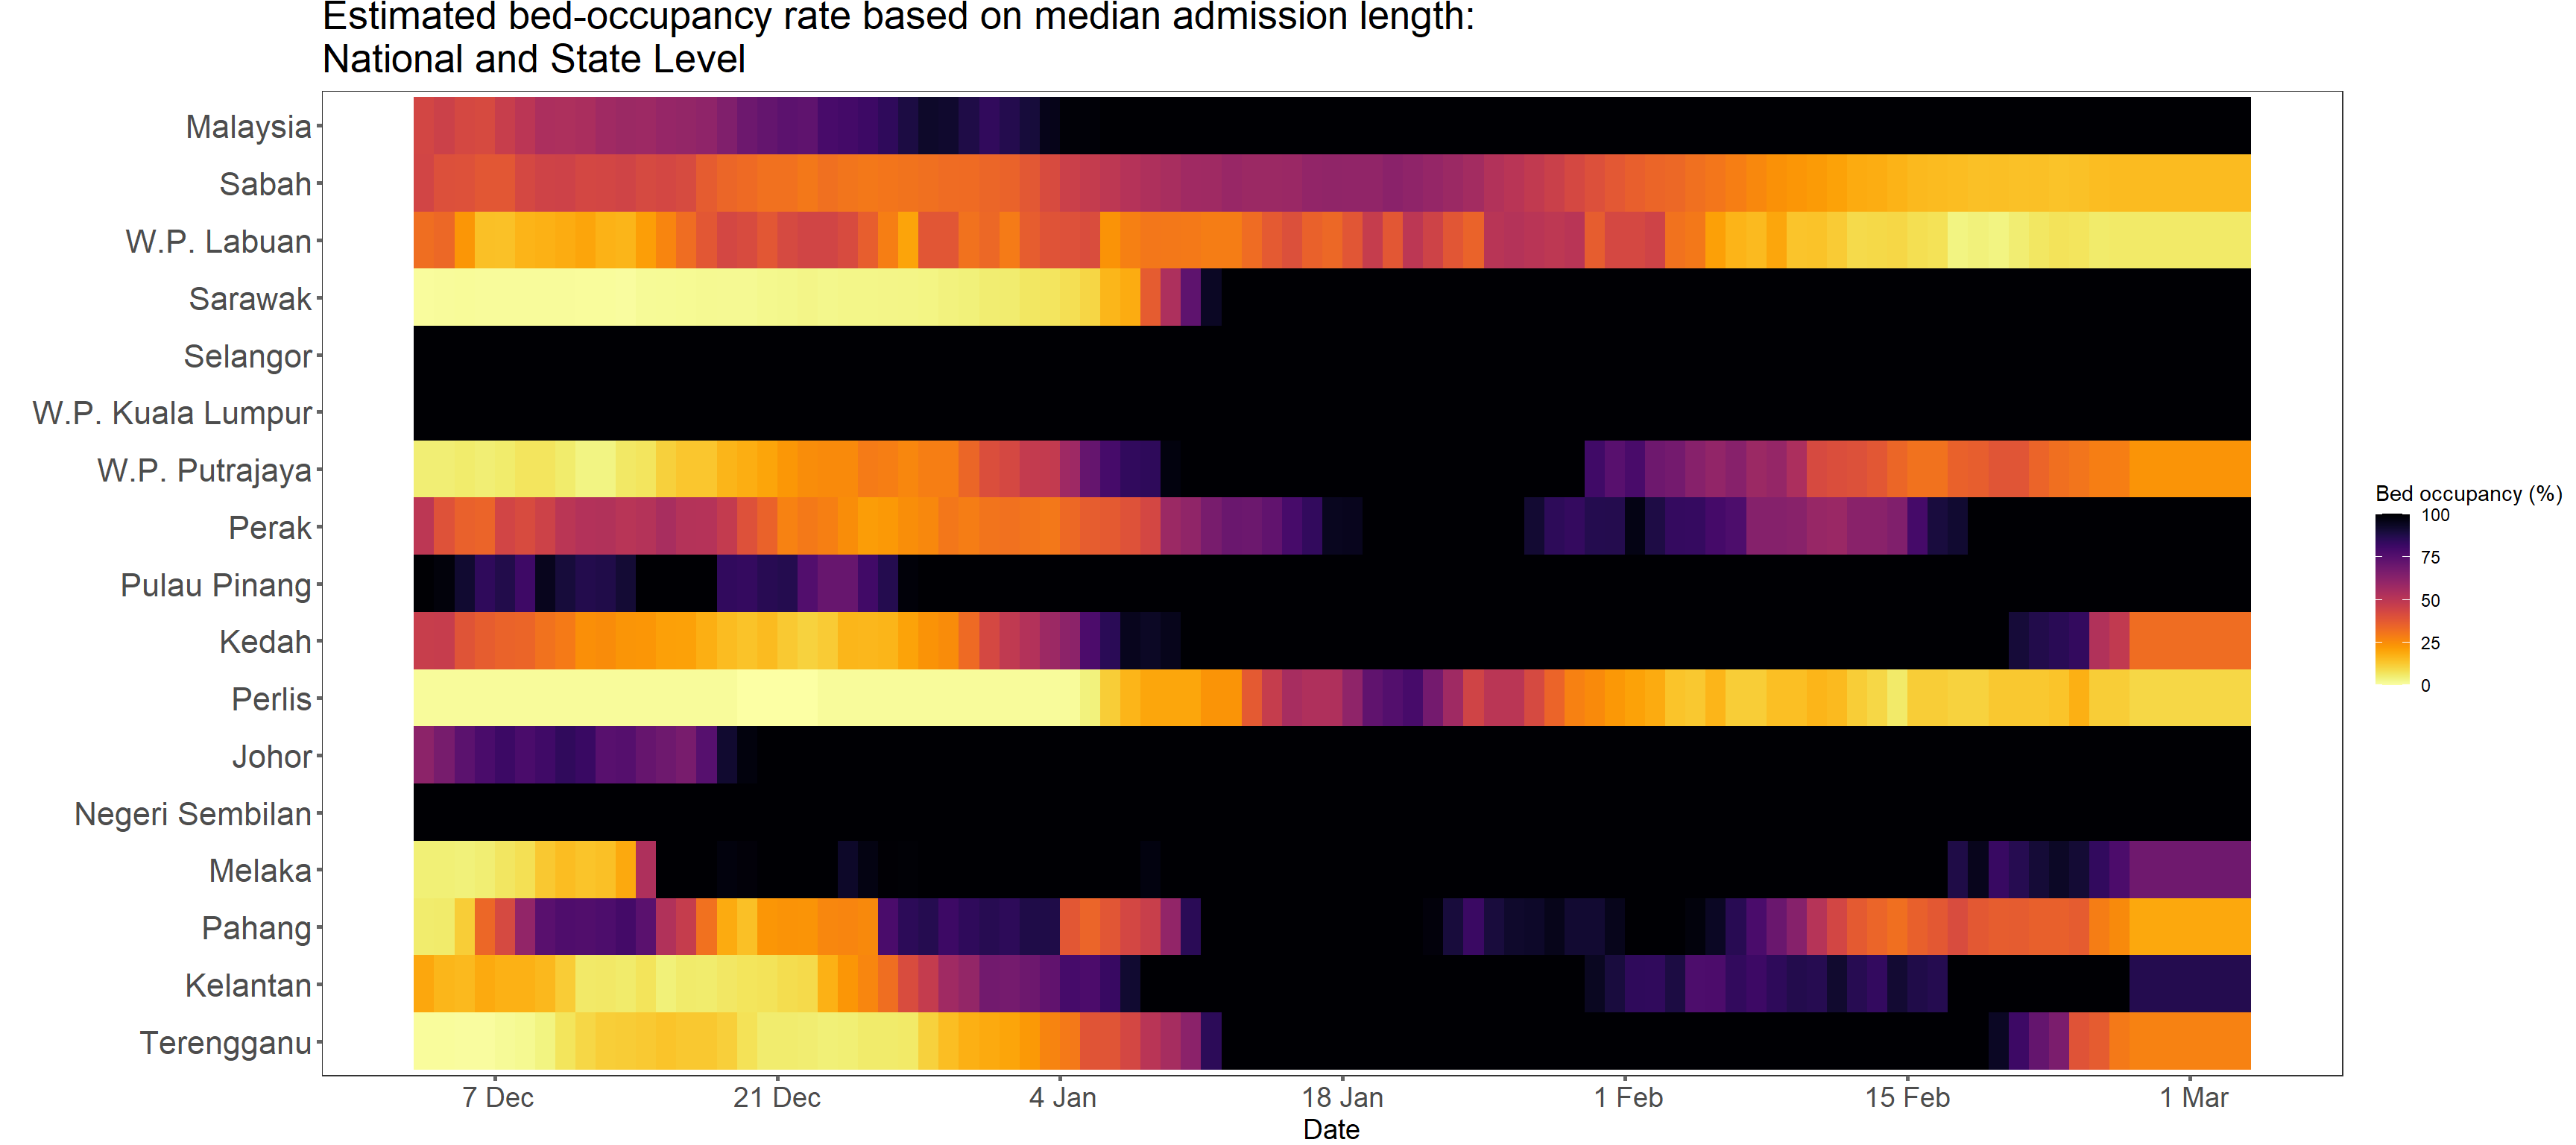 Estimated bed-occupancy rate based on median admission length:
National and State Level
Malaysia
Sabah
W.P. Labuan
Sarawak
Selangor
W.P. Kuala Lumpur
W.P. Putrajaya
Perak
Pulau Pinang
Kedah
Perlis
Johor
Negeri Sembilan
Melaka
Pahang
Kelantan
Terengganu
7 Dec
21 Dec
4 Jan
18 Jan
1 Feb
15 Feb
1 Mar
Date
Bed occupancy (%)
100
75
50
25
0